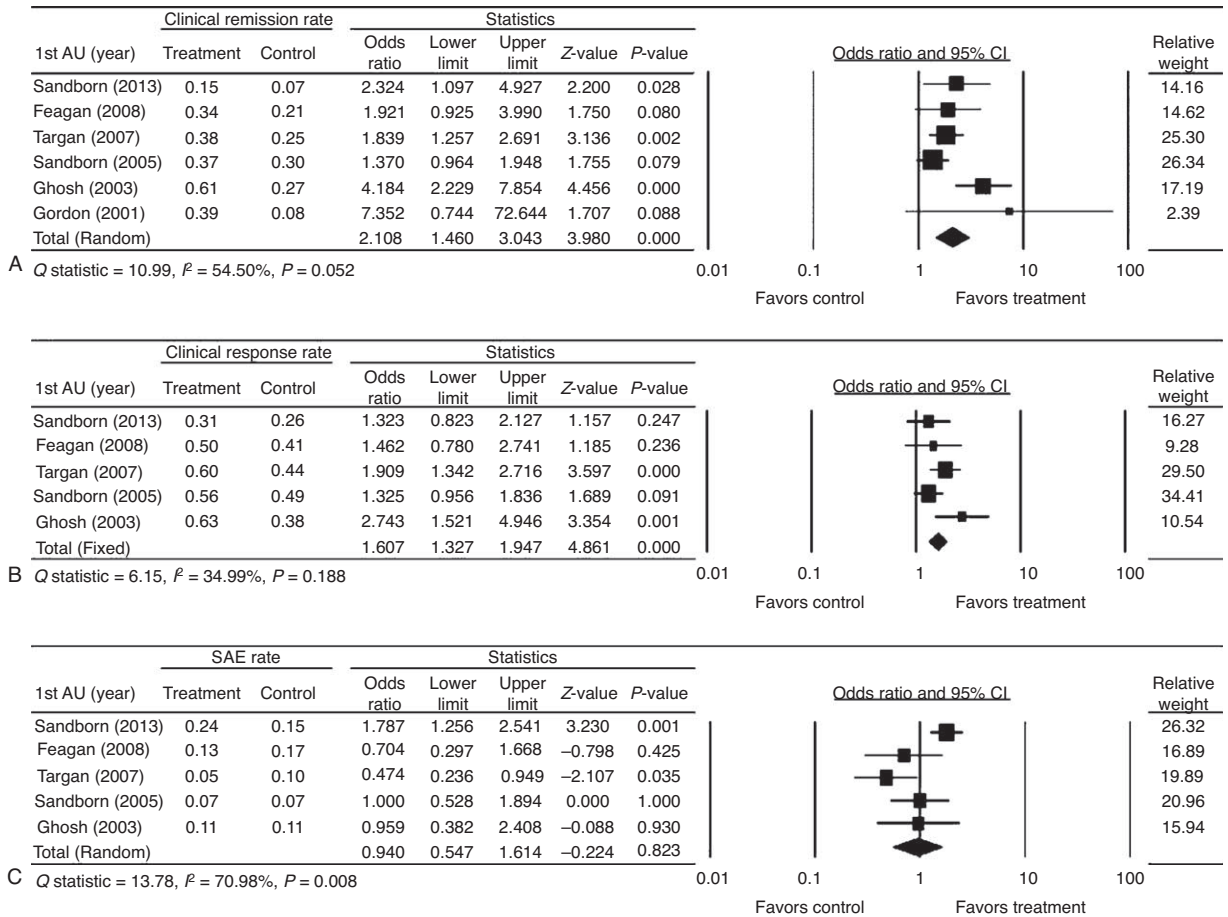 Clinical remission rate Statistics
1st AU (year) Treatment Control Odds ratio Lower limit Upper limit Z-value P-value Odds ratio and 95% CI Relative weight
Sandborn (2013) 0.15 0.07 2.324 1.097 4.927 2.200 0.028 14.16
Feagan (2008) 0.34 0.21 1.921 0.925 3.990 1.750 0.080 14.62
Targan (2007) 0.38 0.25 1.839 1.257 2.691 3.136 0.002 25.30
Sandborn (2005) 0.37 0.30 1.370 0.964 1.948 1.755 0.079 26.34
Ghosh (2003) 0.61 0.27 4.184 2.229 7.854 4.456 0.000 17.19
Gordon (2001) 0.39 0.08 7.352 0.744 72.644 1.707 0.088 2.39
Total (Random) 2.108 1.460 3.043 3.980 0.000
A Q statistic = 10.99, I² = 54.50%, P = 0.052
0.01 0.1 1 10 100
Favors control Favors treatment
Clinical response rate Statistics
1st AU (year) Treatment Control Odds ratio Lower limit Upper limit Z-value P-value Odds ratio and 95% CI Relative weight
Sandborn (2013) 0.31 0.26 1.323 0.823 2.127 1.157 0.247 16.27
Feagan (2008) 0.50 0.41 1.462 0.780 2.741 1.185 0.236 9.28
Targan (2007) 0.60 0.44 1.909 1.342 2.716 3.597 0.000 29.50
Sandborn (2005) 0.56 0.49 1.325 0.956 1.836 1.689 0.091 34.41
Ghosh (2003) 0.63 0.38 2.743 1.521 4.946 3.354 0.001 10.54
Total (Fixed) 1.607 1.327 1.947 4.861 0.000
B Q statistic = 6.15, I² = 34.99%, P = 0.188
0.01 0.1 1 10 100
Favors control Favors treatment
SAE rate Statistics
1st AU (year) Treatment Control Odds ratio Lower limit Upper limit Z-value P-value Odds ratio and 95% CI Relative weight
Sandborn (2013) 0.24 0.15 1.787 1.256 2.541 3.230 0.001 26.32
Feagan (2008) 0.13 0.17 0.704 0.297 1.668 –0.798 0.425 16.89
Targan (2007) 0.05 0.10 0.474 0.236 0.949 –2.107 0.035 19.89
Sandborn (2005) 0.07 0.07 1.000 0.528 1.894 0.000 1.000 20.96
Ghosh (2003) 0.11 0.11 0.959 0.382 2.408 –0.088 0.930 15.94
Total (Random) 0.940 0.547 1.614 –0.224 0.823
C Q statistic = 13.78, I² = 70.98%, P = 0.008
0.01 0.1 1 10 100
Favors control Favors treatment